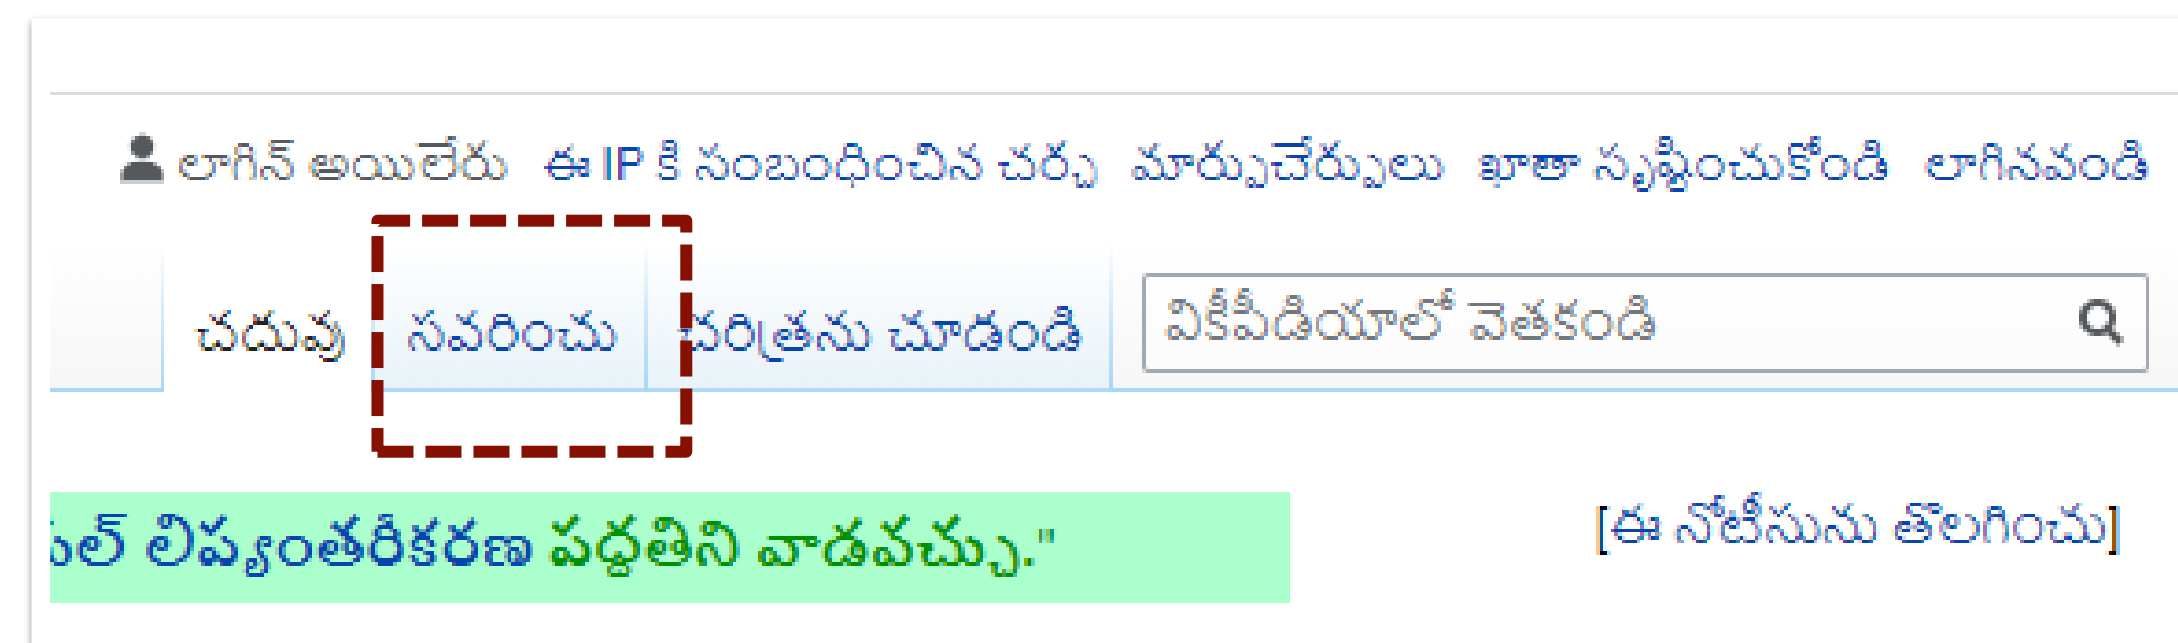 లాగిన్ అయిలేరు ఈ IP కి సంబంధించిన చర్చ మార్పుచేర్పులు ఖాతా సృష్టించుకోండి లాగినవండి
చదువు సవరించు చరిత్రను చూడండి వికీపీడియాలో వెతకండి
లిప్యంతరీకరణ పద్ధతిని వాడవచ్చు."
[ఈ నోటీసును తొలగించు]